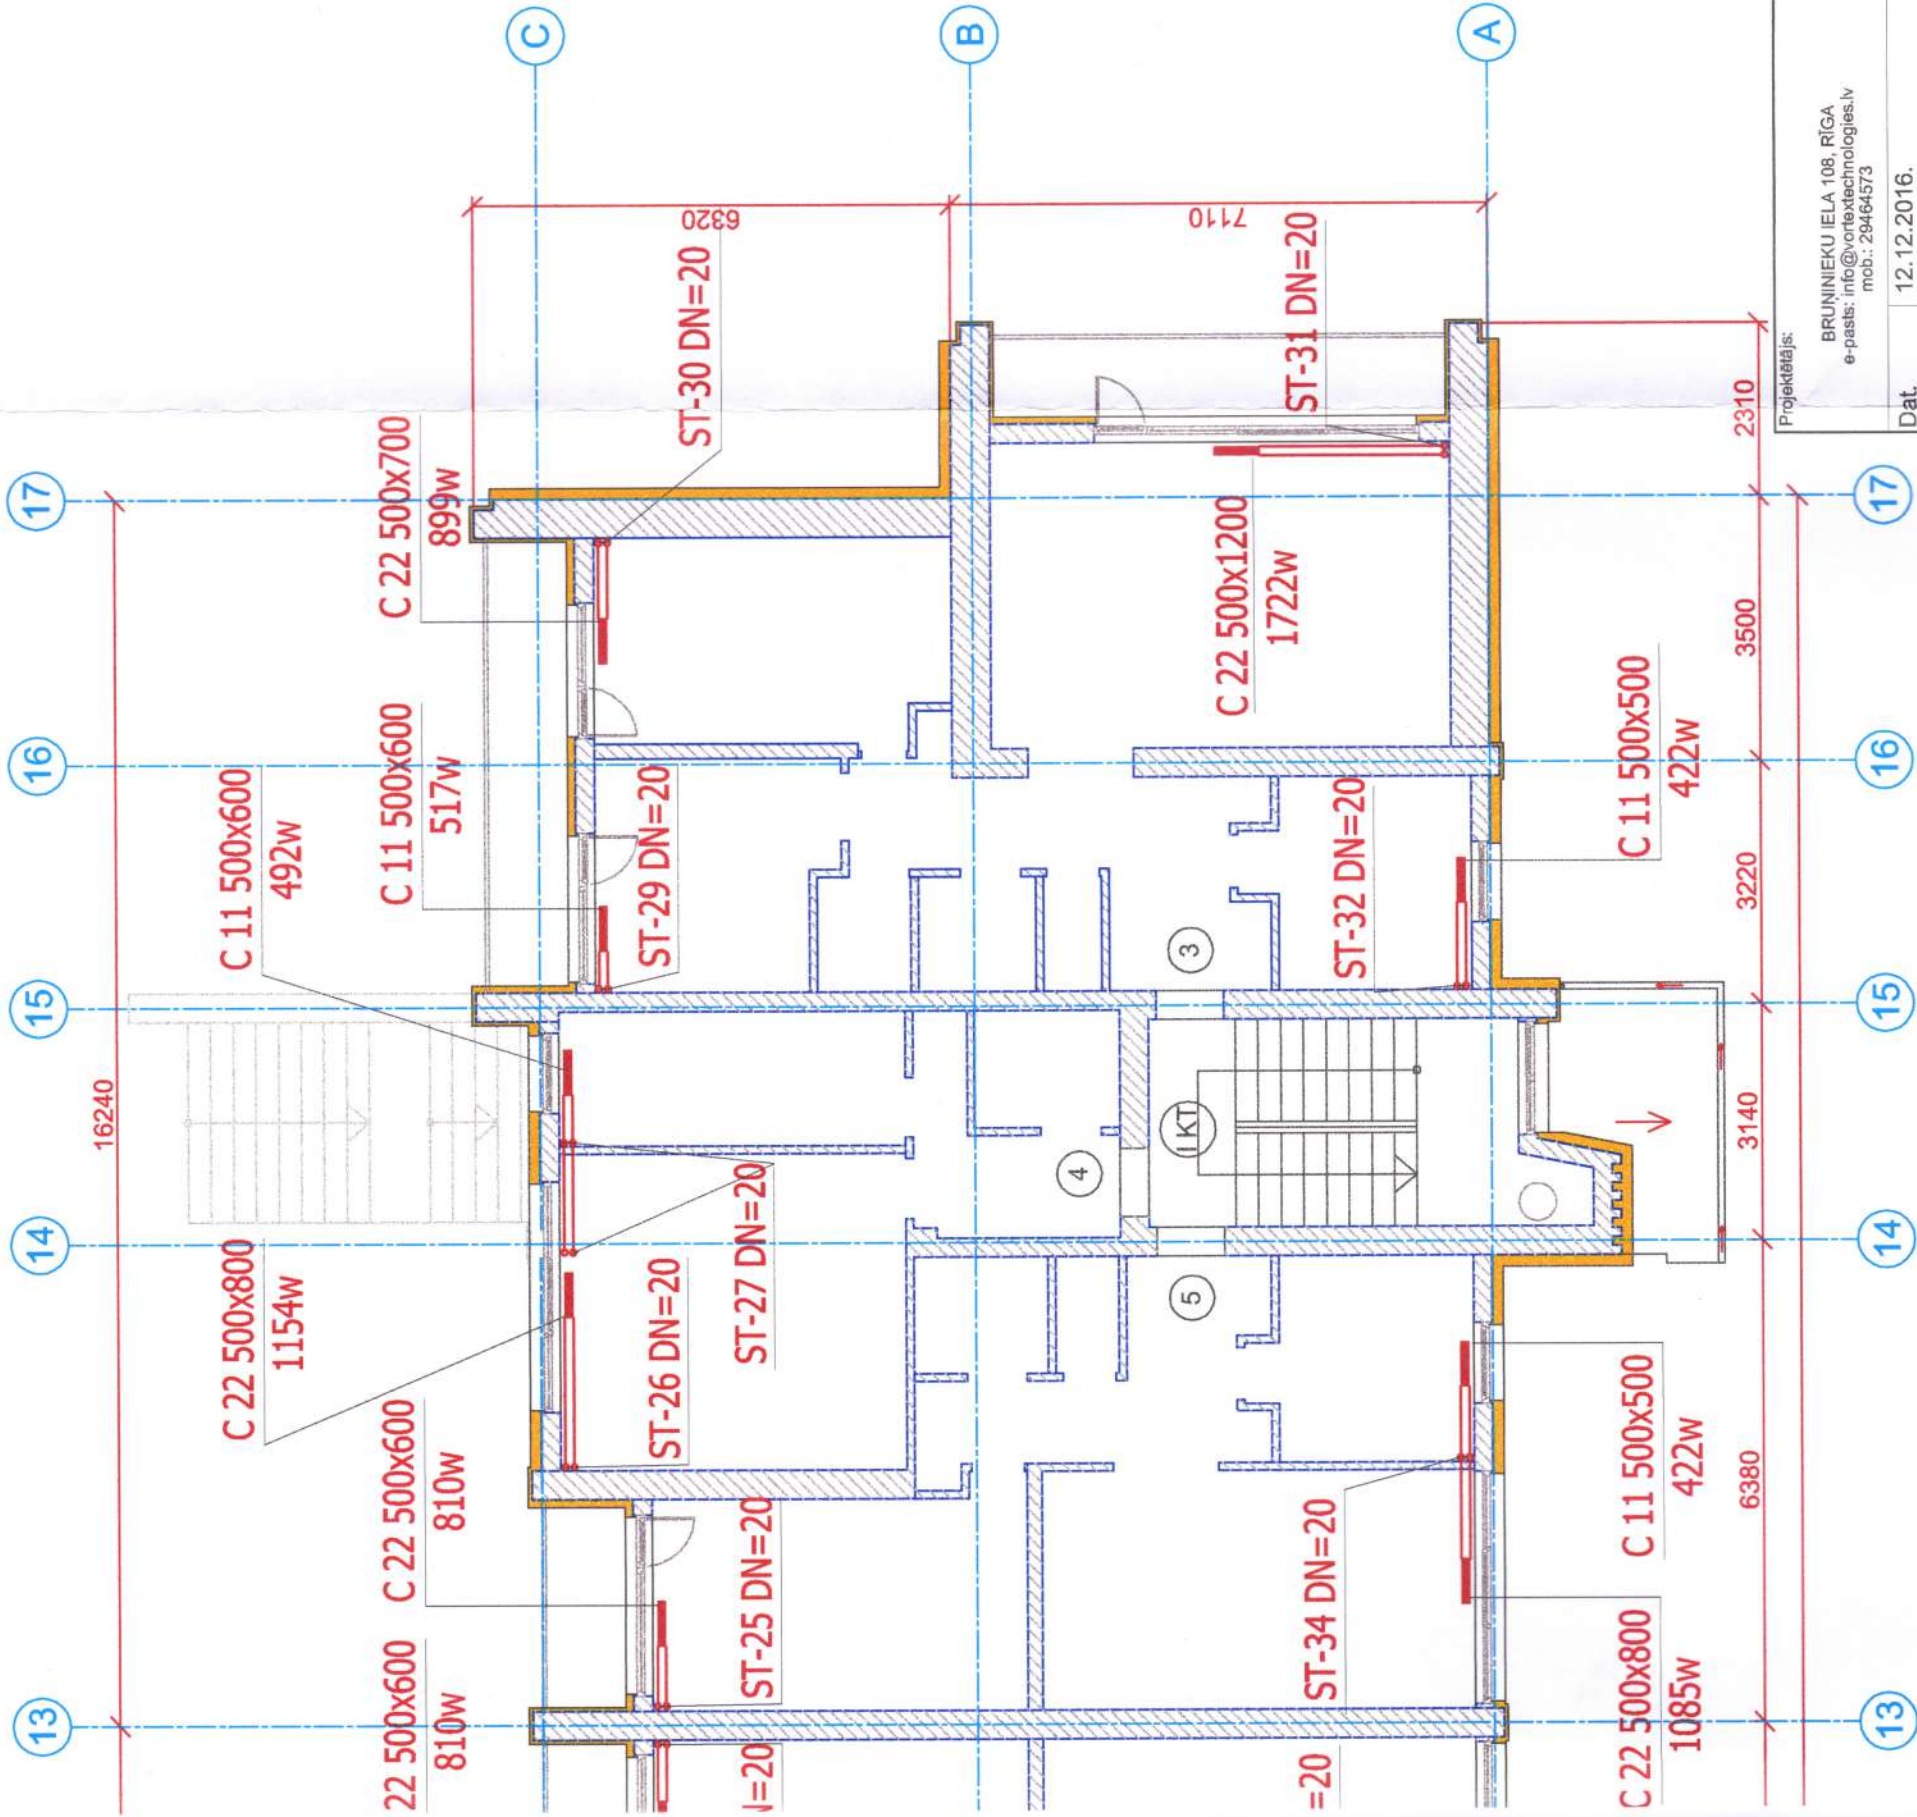 13
14
15
16
17
16240
C
B
A
6320
7110
22 500x600
810w
C 22 500x600
810w
C 22 500x800
1154w
C 11 500x600
492w
C 11 500x600
517w
C 22 500x700
899w
=20
ST-25 DN=20
ST-26 DN=20
ST-27 DN=20
ST-29 DN=20
ST-30 DN=20
C 22 500x1200
1722w
ST-31 DN=20
ST-32 DN=20
ST-34 DN=20
=20
3
4
5
I KT
C 22 500x800
1085w
C 11 500x500
422w
C 11 500x500
422w
6380
3140
3220
3500
2310
13
14
15
16
17
Projektētājs:
BRUŅINIEKU IELA 108, RĪGA
e-pasts: info@vortextechnologies.lv
mob.: 29464573
Dat.
12.12.2016.